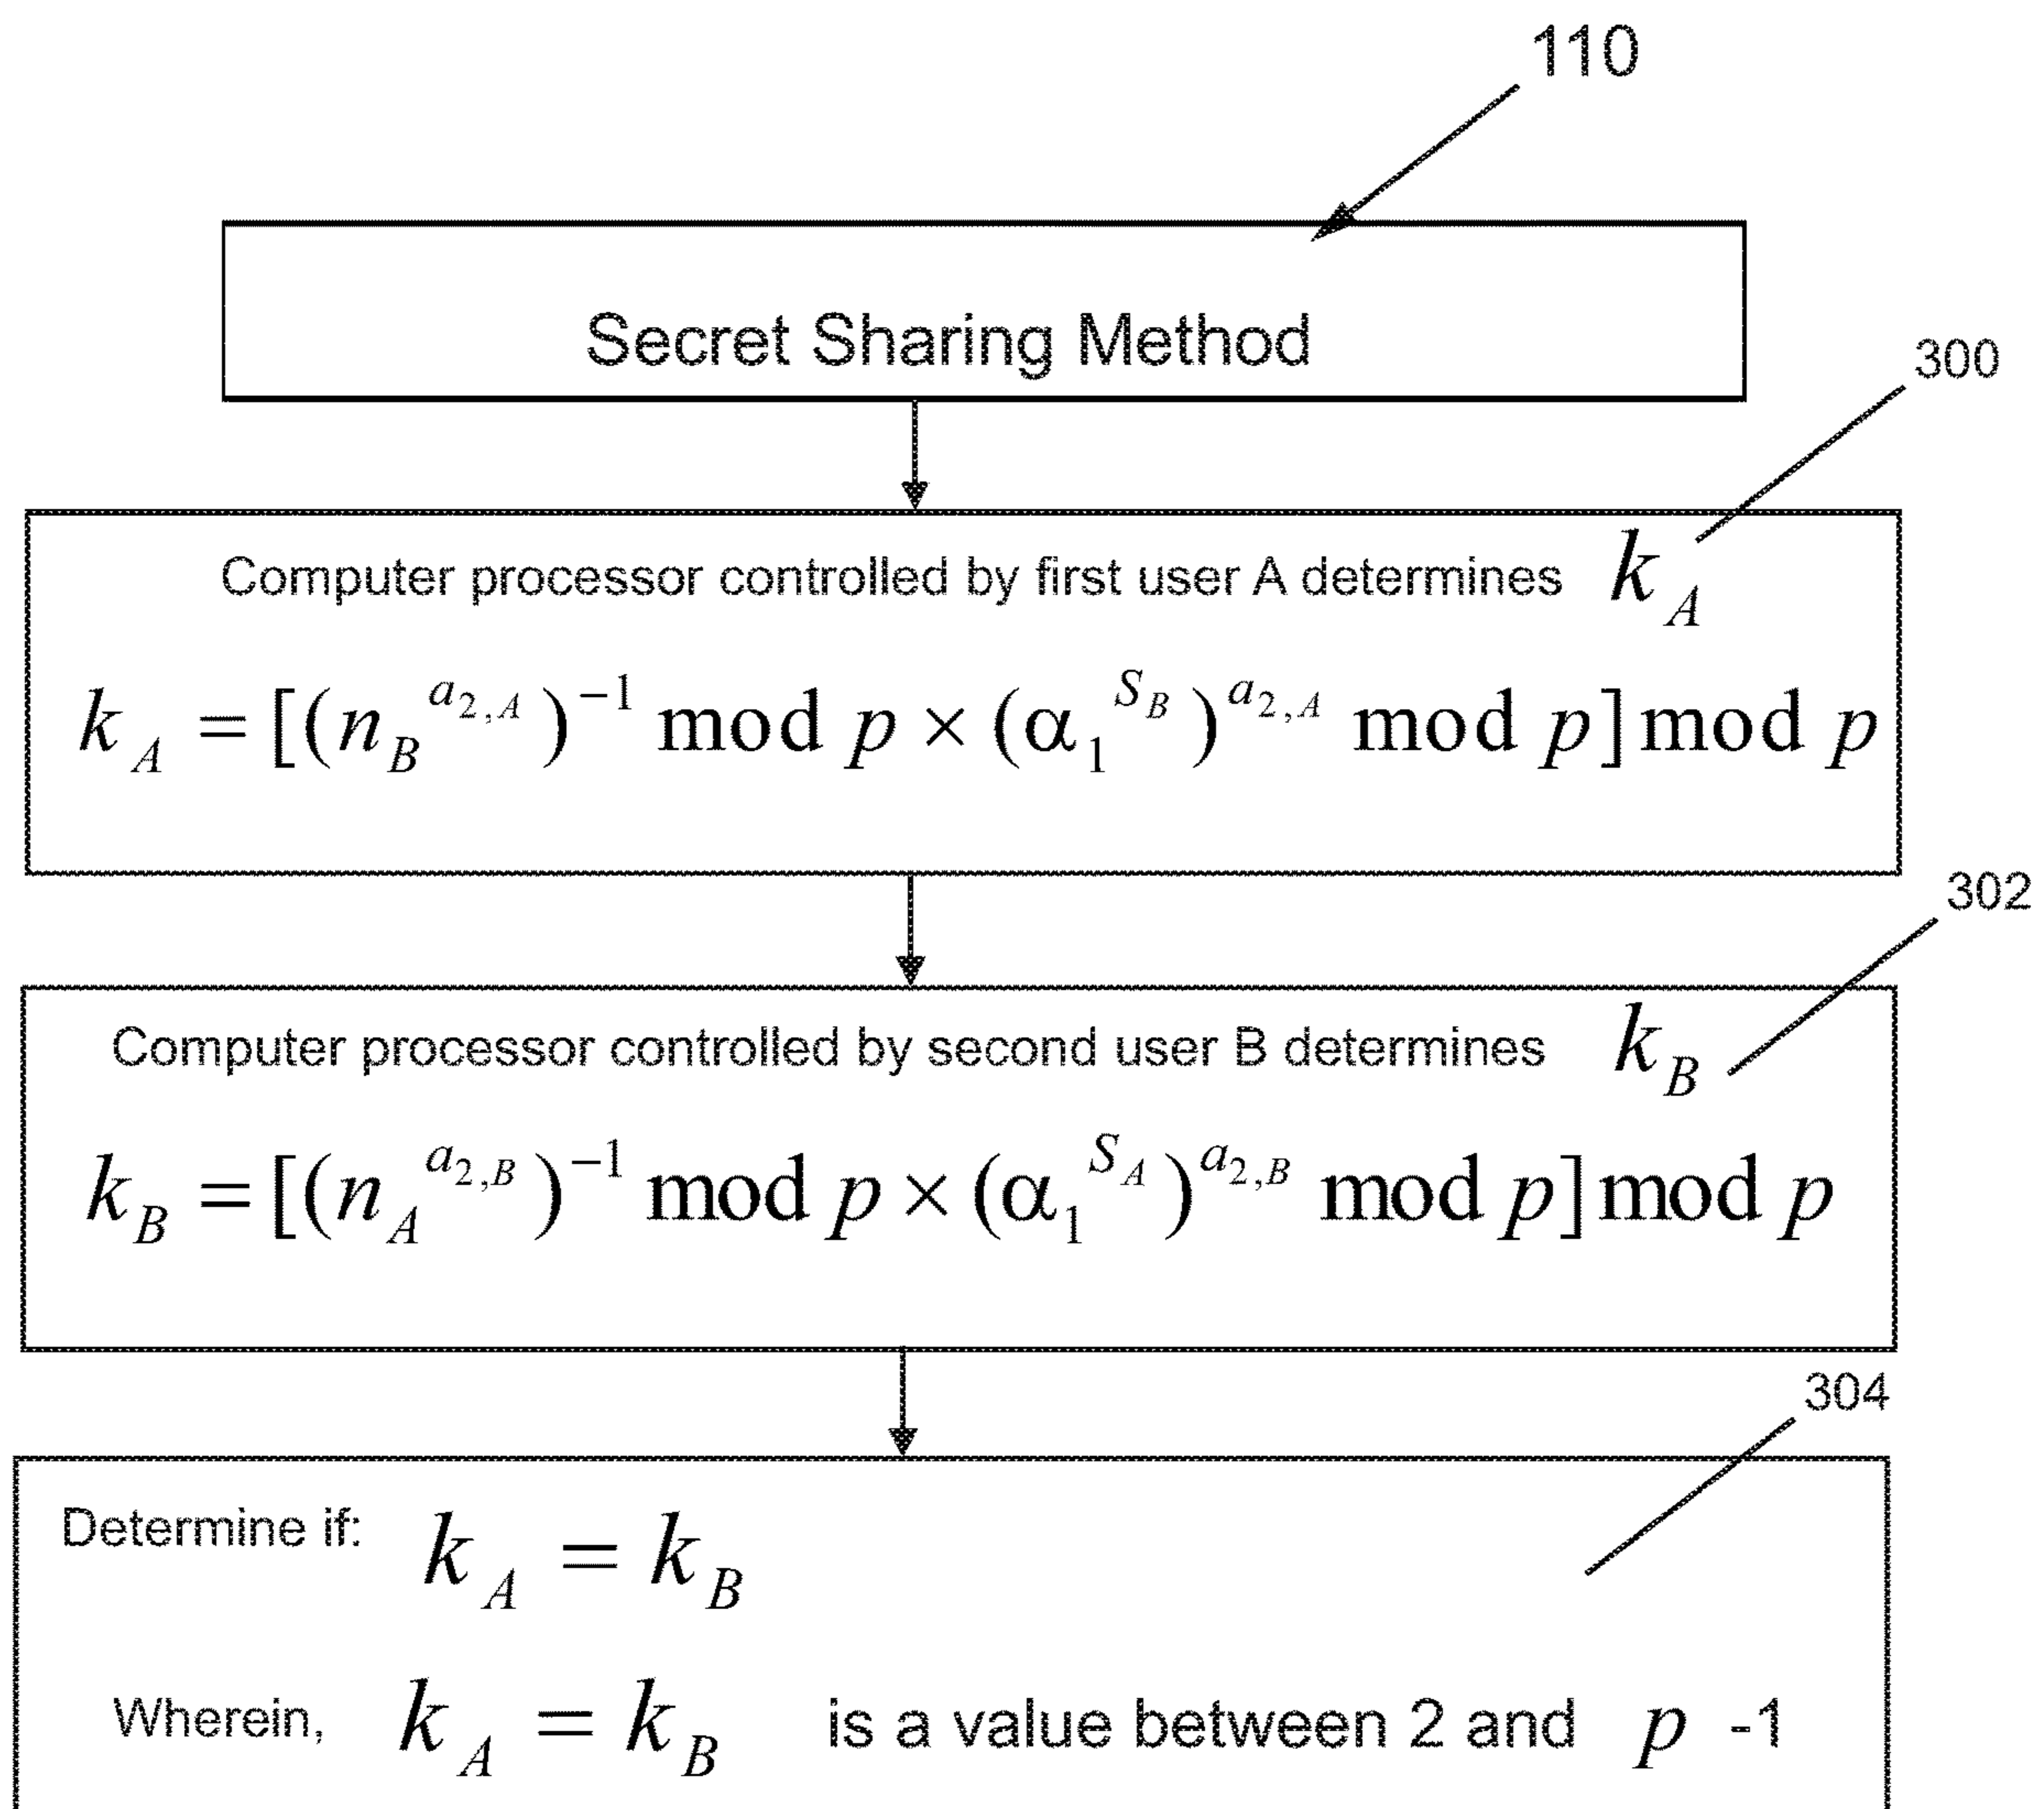 110
Secret Sharing Method
300
Computer processor controlled by first user A determines k_A
k_A = [(n_B^{a_{2,A}})^{-1} mod p × (α_1^{S_B})^{a_{2,A}} mod p] mod p
302
Computer processor controlled by second user B determines k_B
k_B = [(n_A^{a_{2,B}})^{-1} mod p × (α_1^{S_A})^{a_{2,B}} mod p] mod p
304
Determine if: k_A = k_B
Wherein, k_A = k_B is a value between 2 and p -1